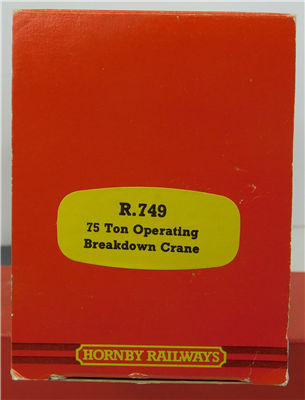 R.749
75 Ton Operating
Breakdown Crane
HORNBY RAILWAYS